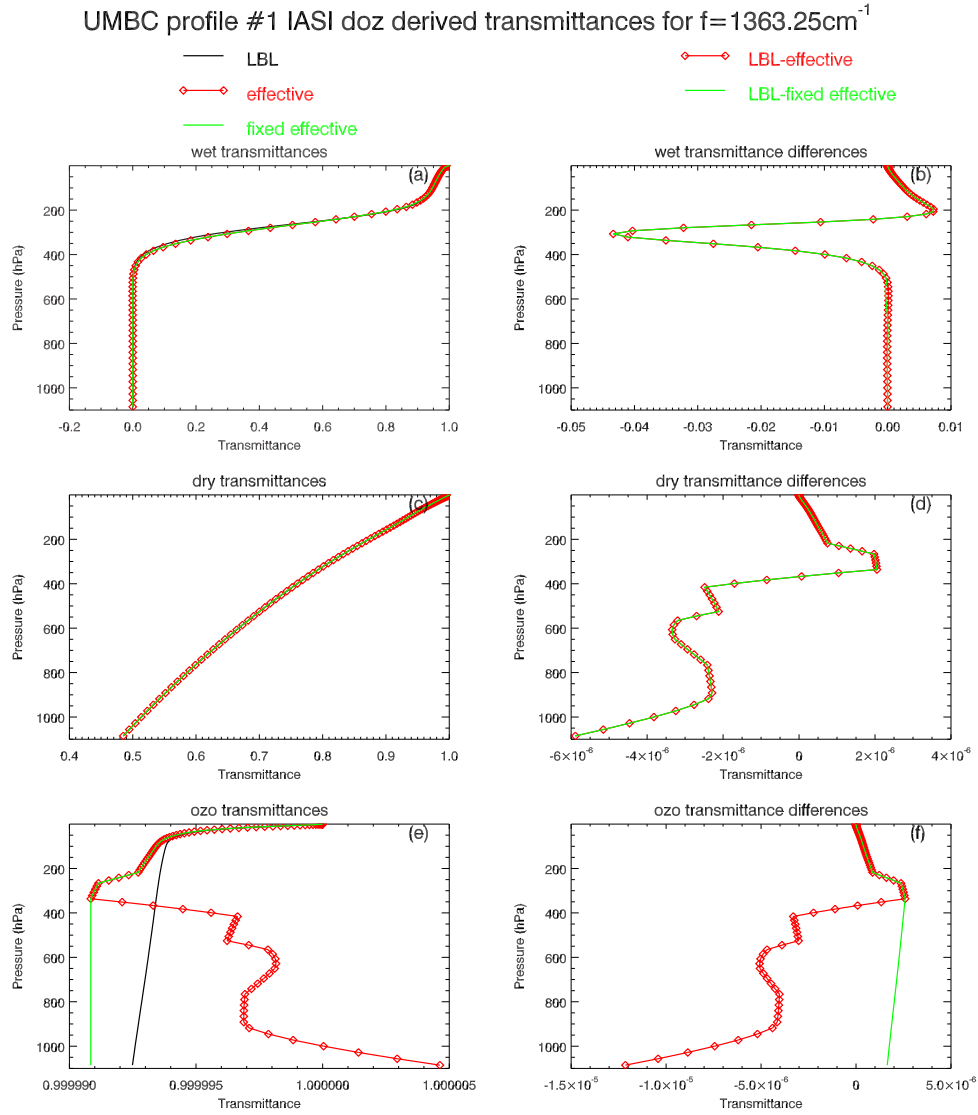 UMBC profile #1 IASI doz derived transmittances for f=1363.25cm⁻¹
LBL
effective
fixed effective
LBL-effective
LBL-fixed effective
wet transmittances
(a)
Pressure (hPa)
200
400
600
800
1000
-0.2 0.0 0.2 0.4 0.6 0.8 1.0
Transmittance
wet transmittance differences
(b)
Pressure (hPa)
200
400
600
800
1000
-0.05 -0.04 -0.03 -0.02 -0.01 0.00 0.01
Transmittance
dry transmittances
(c)
Pressure (hPa)
200
400
600
800
1000
0.4 0.5 0.6 0.7 0.8 0.9 1.0
Transmittance
dry transmittance differences
(d)
Pressure (hPa)
200
400
600
800
1000
-6×10⁻⁶ -4×10⁻⁶ -2×10⁻⁶ 0 2×10⁻⁶ 4×10⁻⁶
Transmittance
ozo transmittances
(e)
Pressure (hPa)
200
400
600
800
1000
0.999990 0.999995 1.000000 1.000005
Transmittance
ozo transmittance differences
(f)
Pressure (hPa)
200
400
600
800
1000
-1.5×10⁻⁵ -1.0×10⁻⁵ -5.0×10⁻⁶ 0 5.0×10⁻⁶
Transmittance